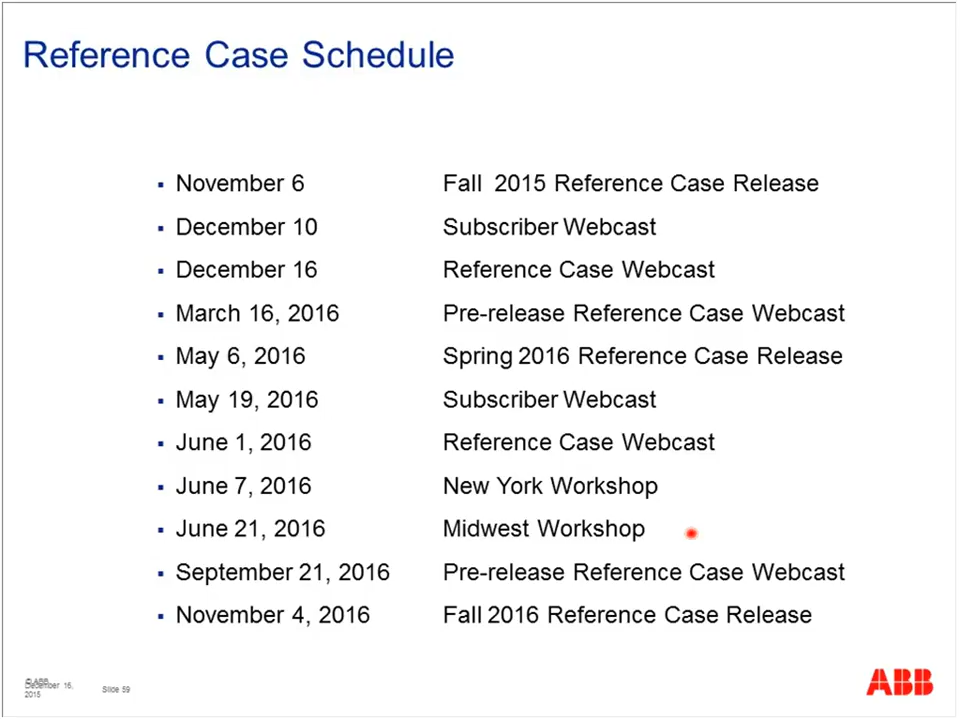 Reference Case Schedule
▪ November 6 Fall 2015 Reference Case Release
▪ December 10 Subscriber Webcast
▪ December 16 Reference Case Webcast
▪ March 16, 2016 Pre-release Reference Case Webcast
▪ May 6, 2016 Spring 2016 Reference Case Release
▪ May 19, 2016 Subscriber Webcast
▪ June 1, 2016 Reference Case Webcast
▪ June 7, 2016 New York Workshop
▪ June 21, 2016 Midwest Workshop
▪ September 21, 2016 Pre-release Reference Case Webcast
▪ November 4, 2016 Fall 2016 Reference Case Release
© ABB
December 16,
2015
Slide 59
ABB